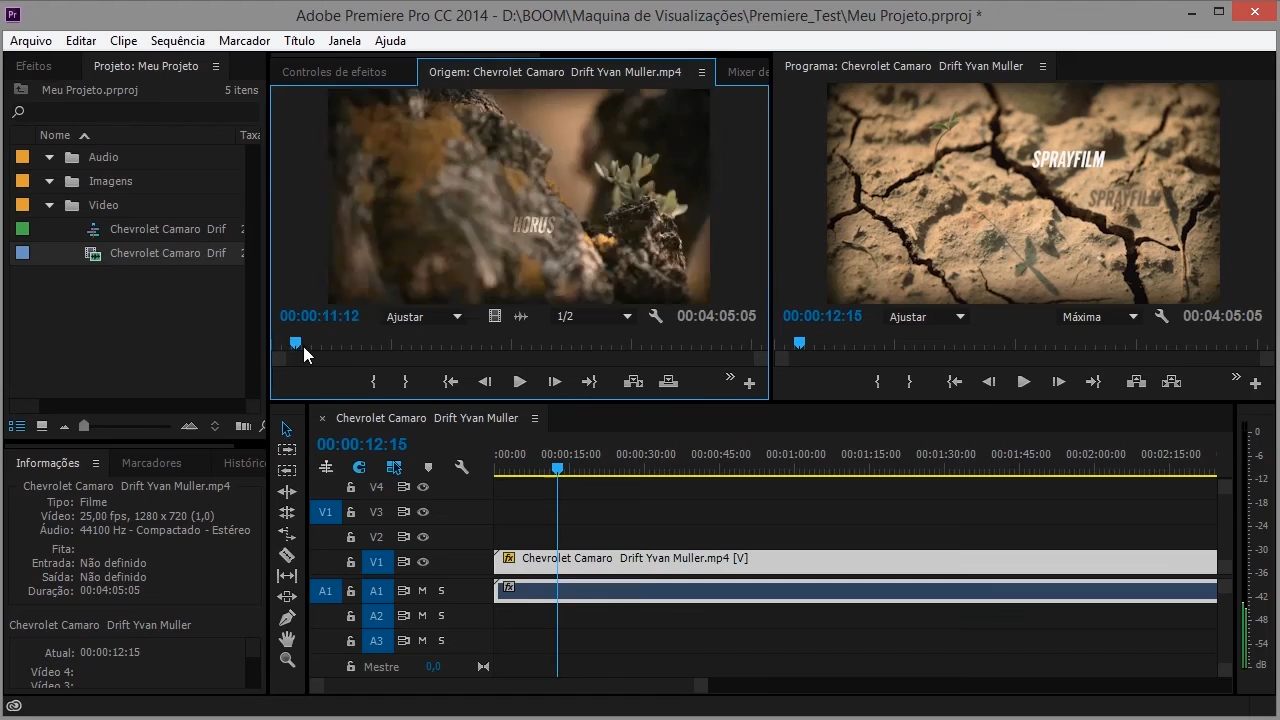 Pr
Adobe Premiere Pro CC 2014 - D:\BOOM\Maquina de Visualizações\Premiere_Test\Meu Projeto.prproj *
Arquivo Editar Clipe Sequência Marcador Título Janela Ajuda
Efeitos Projeto: Meu Projeto
Meu Projeto.prproj 5 itens
Nome Taxa
Audio
Imagens
Video
Chevrolet Camaro Drif 2
Chevrolet Camaro Drif 2
Controles de efeitos Origem: Chevrolet Camaro Drift Yvan Muller.mp4 Mixer de
HORUS
00:00:11:12 Ajustar 1/2 00:04:05:05
Programa: Chevrolet Camaro Drift Yvan Muller
SPRAYFILM
SPRAYFILM
00:00:12:15 Ajustar Máxima 00:04:05:05
Informações Marcadores Histórico
Chevrolet Camaro Drift Yvan Muller.mp4
Tipo: Filme
Vídeo: 25,00 fps, 1280 x 720 (1,0)
Áudio: 44100 Hz - Compactado - Estéreo
Fita:
Entrada: Não definido
Saída: Não definido
Duração: 00:04:05:05
Chevrolet Camaro Drift Yvan Muller
Atual: 00:00:12:15
Vídeo 4:
Vídeo 3:
× Chevrolet Camaro Drift Yvan Muller
00:00:12:15
:00:00 00:00:15:00 00:00:30:00 00:00:45:00 00:01:00:00 00:01:15:00 00:01:30:00 00:01:45:00 00:02:00:00 00:02:15:00
V4
V1 V3
V2
V1 fx Chevrolet Camaro Drift Yvan Muller.mp4 [V]
A1 A1 M S fx
A2 M S
A3 M S
Mestre 0,0
0
-6
-12
-18
-24
-30
-36
-42
-48
-54
dB